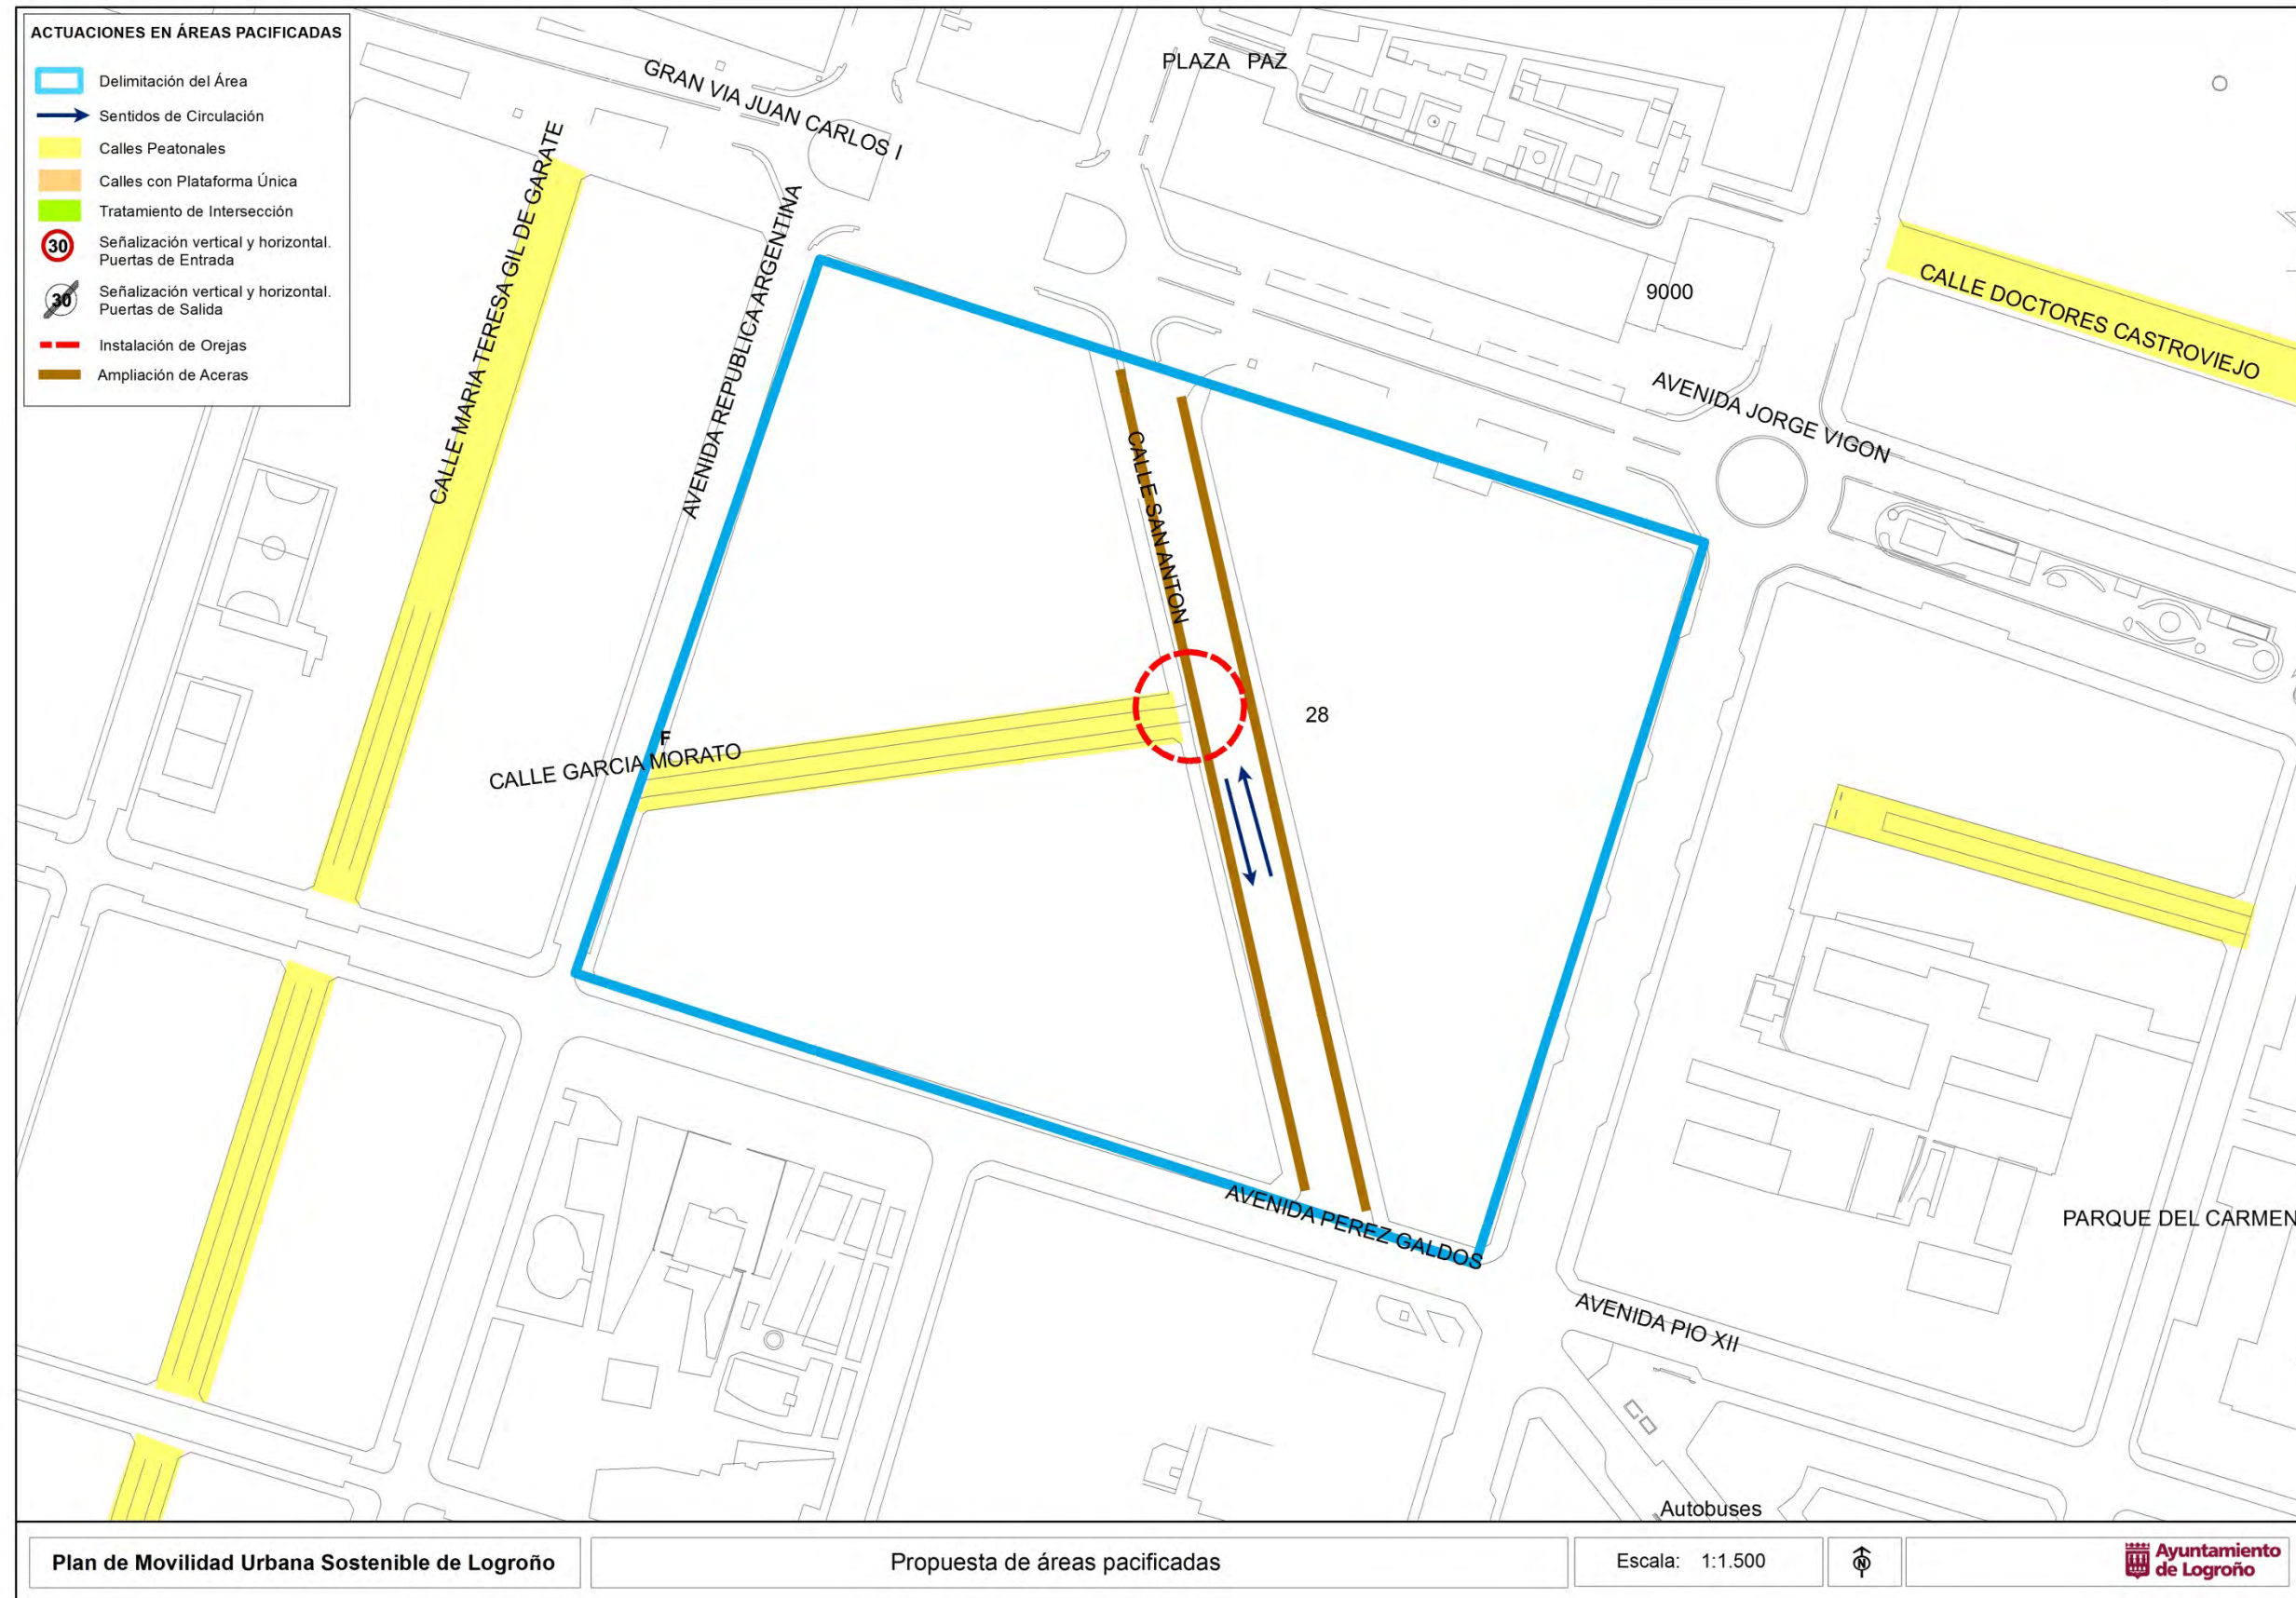 ACTUACIONES EN ÁREAS PACIFICADAS
Delimitación del Área
Sentidos de Circulación
Calles Peatonales
Calles con Plataforma Única
Tratamiento de Intersección
30
Señalización vertical y horizontal.
Puertas de Entrada
30
Señalización vertical y horizontal.
Puertas de Salida
Instalación de Orejas
Ampliación de Aceras
PLAZA PAZ
GRAN VIA JUAN CARLOS I
CALLE MARIA TERESA GIL DE GARATE
AVENIDA REPUBLICA ARGENTINA
9000
CALLE DOCTORES CASTROVIEJO
AVENIDA JORGE VIGON
CALLE SAN ANTON
28
F
CALLE GARCIA MORATO
AVENIDA PEREZ GALDOS
PARQUE DEL CARMEN
AVENIDA PIO XII
Autobuses
Plan de Movilidad Urbana Sostenible de Logroño
Propuesta de áreas pacificadas
Escala: 1:1.500
N
Ayuntamiento
de Logroño